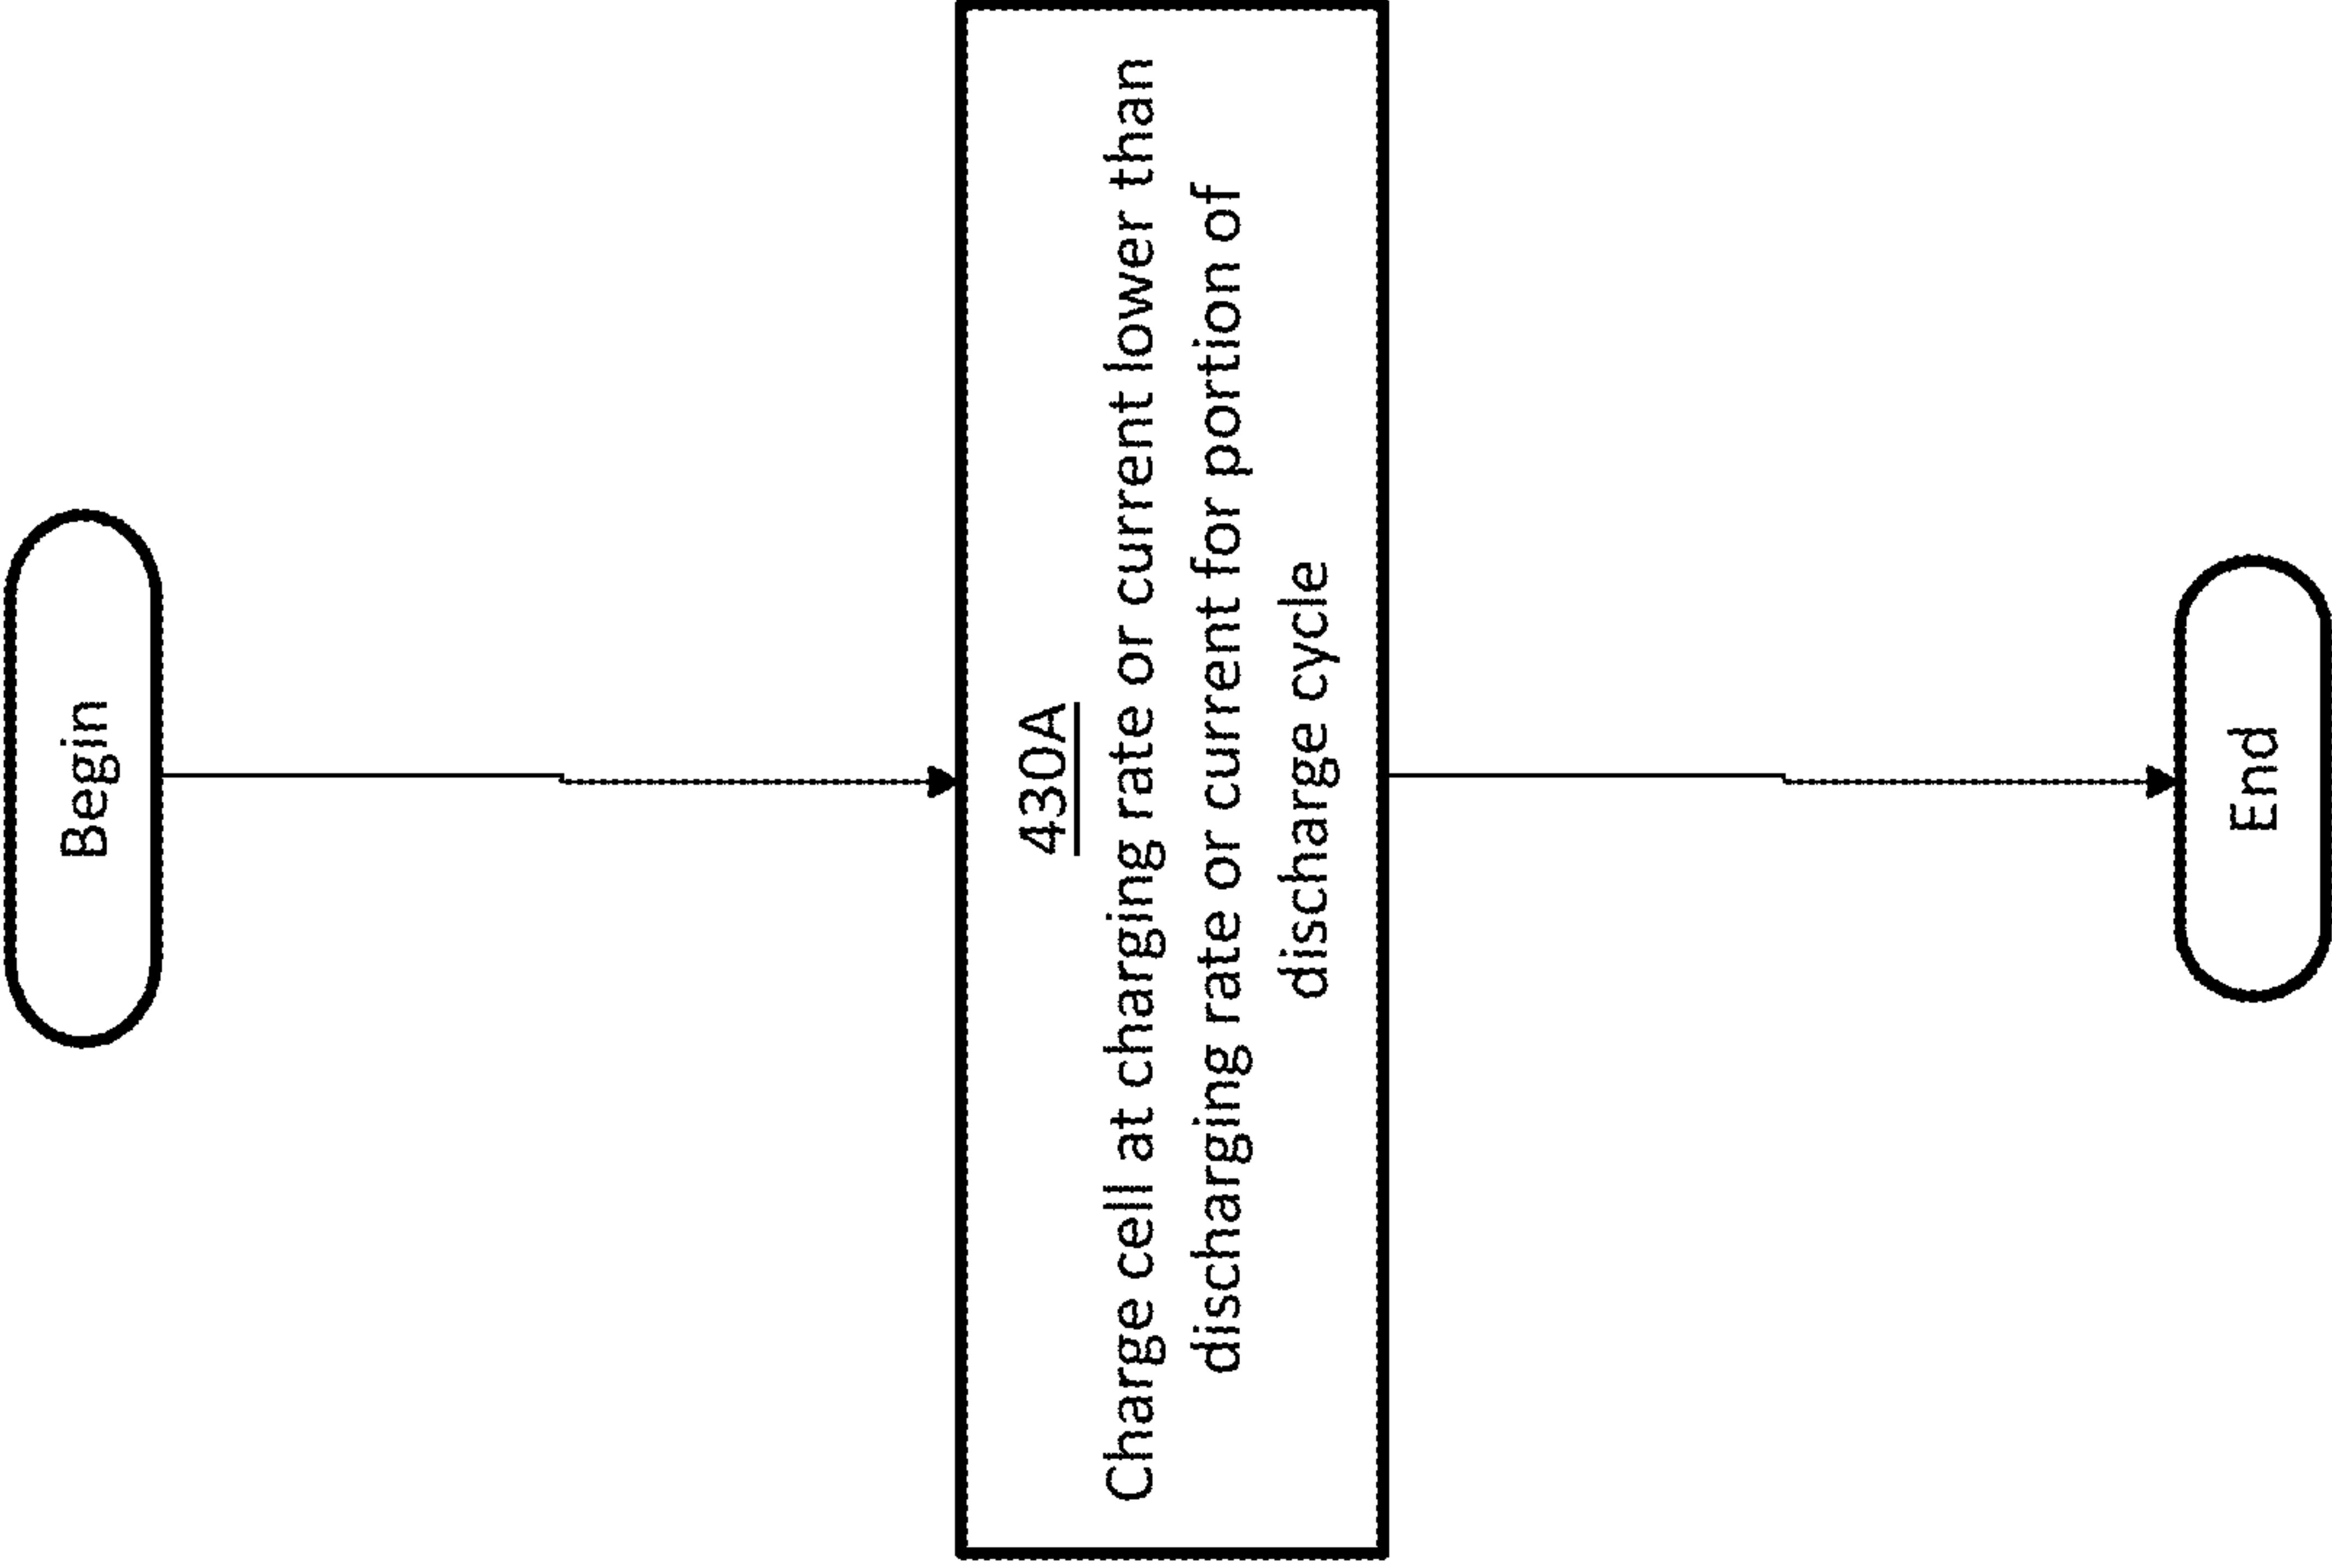 Begin
430A
Charge cell at charging rate or current lower than
discharging rate or current for portion of
discharge cycle
End